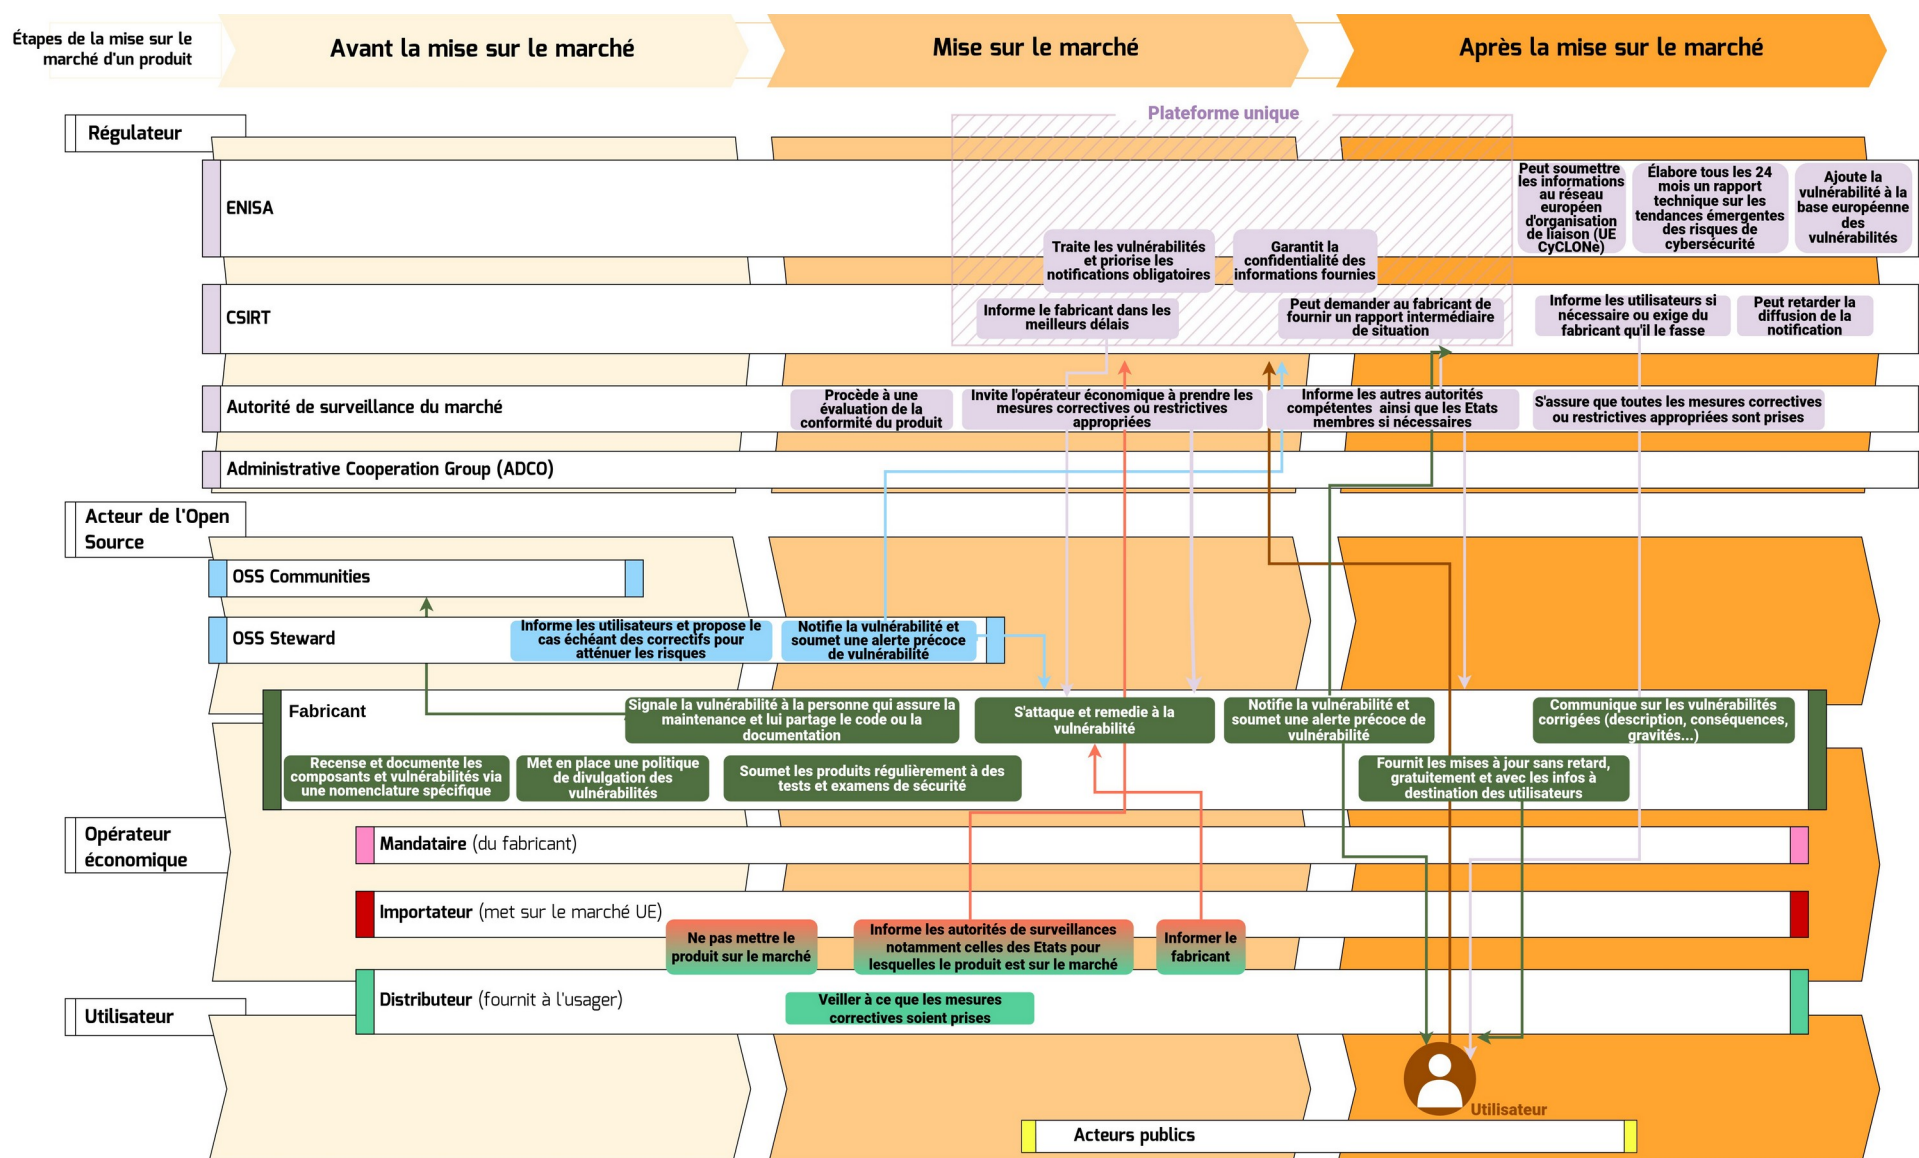 Étapes de la mise sur le
marché d'un produit
Avant la mise sur le marché
Mise sur le marché
Après la mise sur le marché
Plateforme unique
Régulateur
ENISA
Peut soumettre
les informations
au réseau
européen
d'organisation
de liaison (UE
CyCLONe)
Élabore tous les 24
mois un rapport
technique sur les
tendances émergentes
des risques de
cybersécurité
Ajoute la
vulnérabilité à la
base européenne
des
vulnérabilités
Traite les vulnérabilités
et priorise les
notifications obligatoires
Garantit la
confidentialité des
informations fournies
CSIRT
Informe le fabricant dans les
meilleurs délais
Peut demander au fabricant de
fournir un rapport intermédiaire
de situation
Informe les utilisateurs si
nécessaire ou exige du
fabricant qu'il le fasse
Peut retarder la
diffusion de la
notification
Autorité de surveillance du marché
Procède à une
évaluation de la
conformité du produit
Invite l'opérateur économique à prendre les
mesures correctives ou restrictives
appropriées
Informe les autres autorités
compétentes ainsi que les Etats
membres si nécessaires
S'assure que toutes les mesures correctives
ou restrictives appropriées sont prises
Administrative Cooperation Group (ADCO)
Acteur de l'Open
Source
OSS Communities
OSS Steward
Informe les utilisateurs et propose le
cas échéant des correctifs pour
atténuer les risques
Notifie la vulnérabilité et
soumet une alerte précoce
de vulnérabilité
Fabricant
Signale la vulnérabilité à la personne qui assure la
maintenance et lui partage le code ou la
documentation
S'attaque et remedie à la
vulnérabilité
Notifie la vulnérabilité et
soumet une alerte précoce de
vulnérabilité
Communique sur les vulnérabilités
corrigées (description, conséquences,
gravités...)
Recense et documente les
composants et vulnérabilités via
une nomenclature spécifique
Met en place une politique
de divulgation des
vulnérabilités
Soumet les produits régulièrement à des
tests et examens de sécurité
Fournit les mises à jour sans retard,
gratuitement et avec les infos à
destination des utilisateurs
Opérateur
économique
Mandataire (du fabricant)
Importateur (met sur le marché UE)
Ne pas mettre le
produit sur le marché
Informe les autorités de surveillances
notamment celles des Etats pour
lesquelles le produit est sur le marché
Informer le
fabricant
Distributeur (fournit à l'usager)
Veiller à ce que les mesures
correctives soient prises
Utilisateur
Utilisateur
Acteurs publics